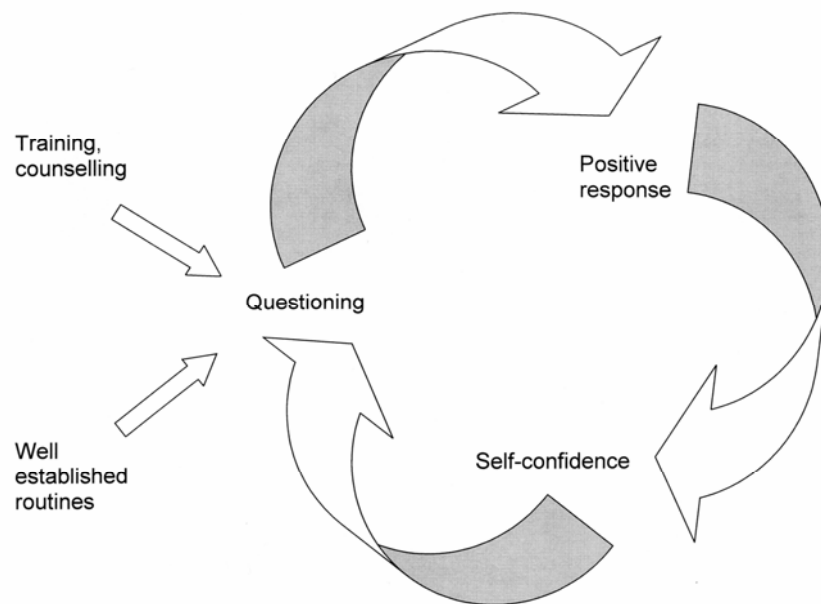 Training,
counselling
Positive
response
Questioning
Well
established
routines
Self-confidence